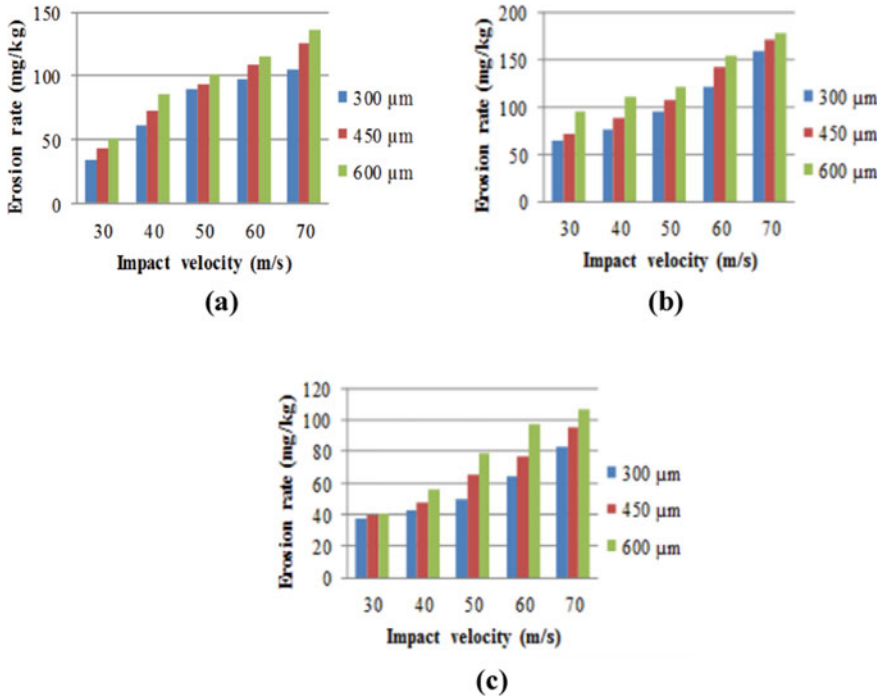 Erosion rate (mg/kg)
150
100
50
0
30 40 50 60 70
Impact velocity (m/s)
300 µm
450 µm
600 µm
(a)
Erosion rate (mg/kg)
200
150
100
50
0
30 40 50 60 70
Impact velocity (m/s)
300 µm
450 µm
600 µm
(b)
Erosion rate (mg/kg)
120
100
80
60
40
20
0
30 40 50 60 70
Impact velocity (m/s)
300 µm
450 µm
600 µm
(c)